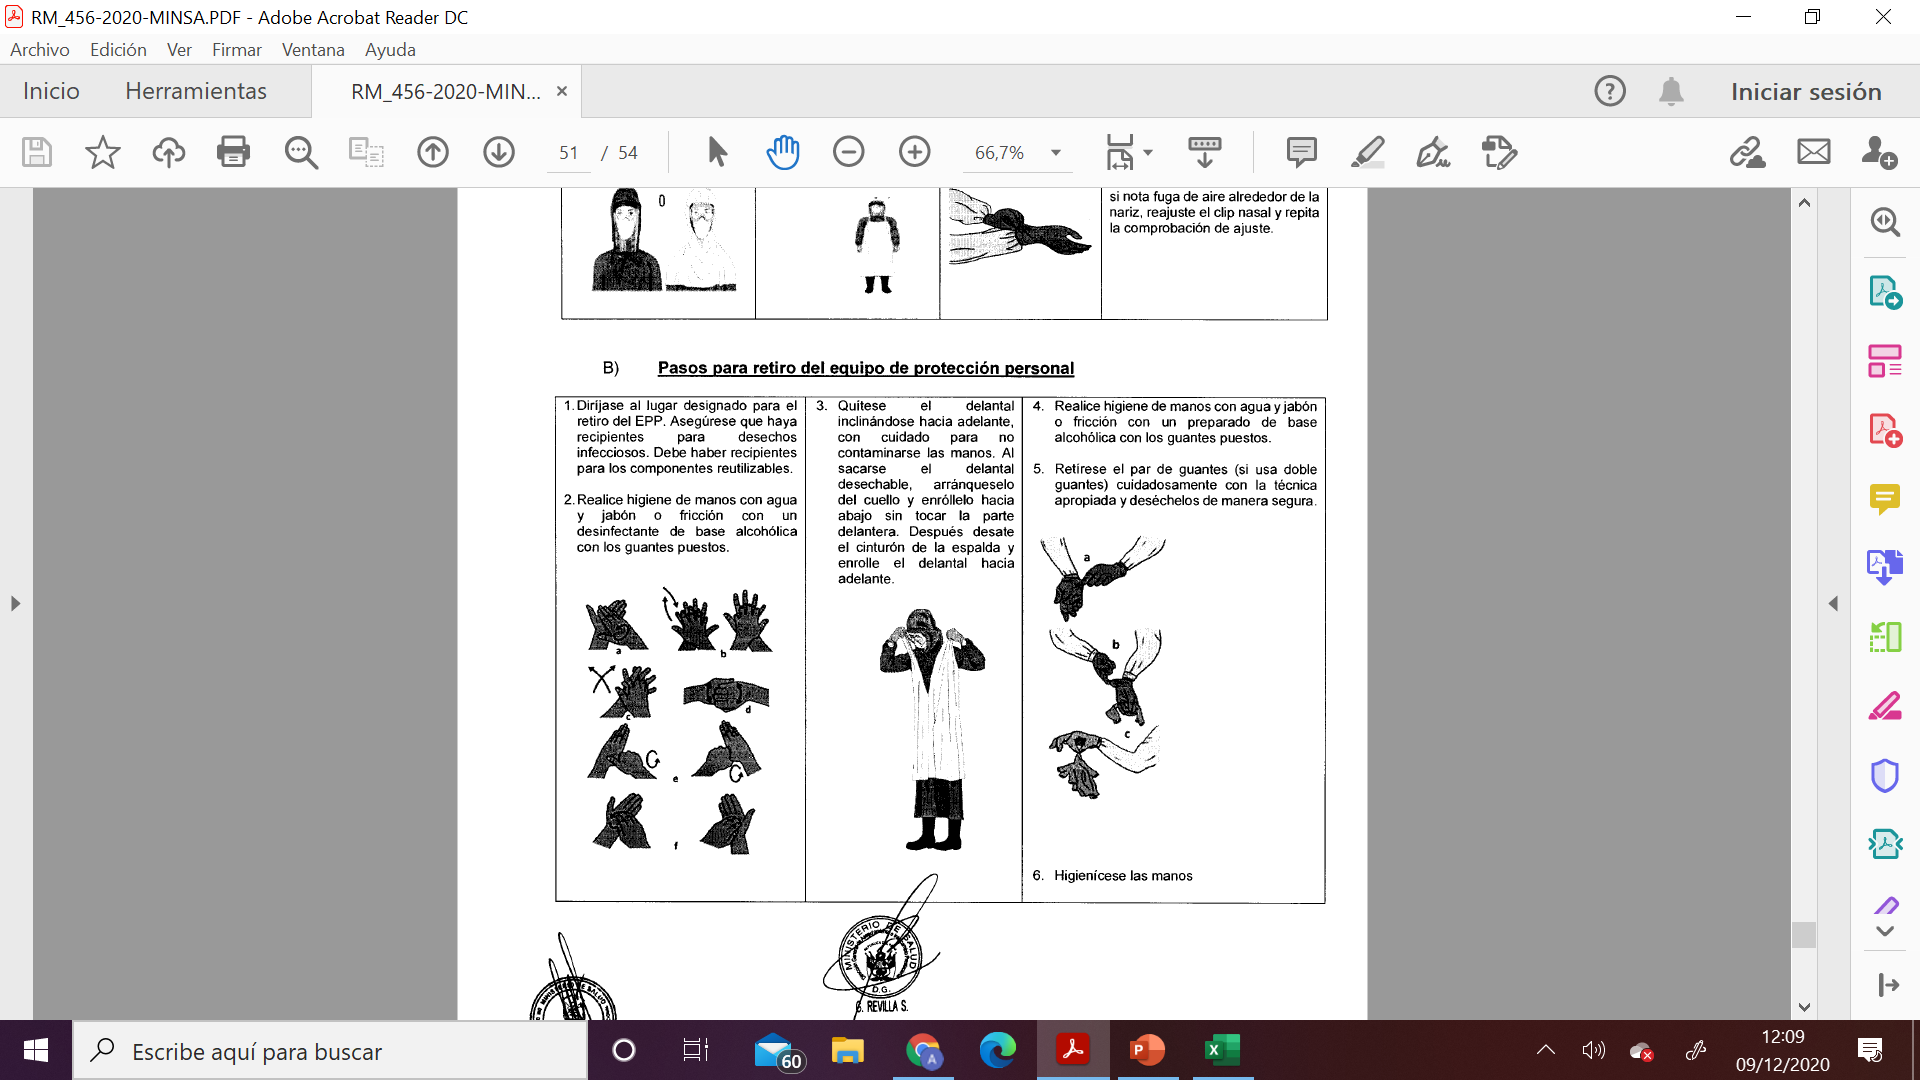 RM_456-2020-MINSA.PDF - Adobe Acrobat Reader DC
Archivo Edición Ver Firmar Ventana Ayuda
Inicio Herramientas RM_456-2020-MIN... Iniciar sesión
51 / 54 66,7%
0
si nota fuga de aire alrededor de la
nariz, reajuste el clip nasal y repita
la comprobación de ajuste.
B) Pasos para retiro del equipo de protección personal
1. Diríjase al lugar designado para el
retiro del EPP. Asegúrese que haya
recipientes para desechos
infecciosos. Debe haber recipientes
para los componentes reutilizables.
2. Realice higiene de manos con agua
y jabón o fricción con un
desinfectante de base alcohólica
con los guantes puestos.
a
b
c
d
e
f
3. Quítese el delantal
inclinándose hacia adelante,
con cuidado para no
contaminarse las manos. Al
sacarse el delantal
desechable, arránqueselo
del cuello y enróllelo hacia
abajo sin tocar la parte
delantera. Después desate
el cinturón de la espalda y
enrolle el delantal hacia
adelante.
4. Realice higiene de manos con agua y jabón
o fricción con un preparado de base
alcohólica con los guantes puestos.
5. Retírese el par de guantes (si usa doble
guantes) cuidadosamente con la técnica
apropiada y deséchelos de manera segura.
a
b
c
6. Higienícese las manos
MINISTERIO DE SALUD
D.G.
G. REVILLA S.
MINISTERIO DE SALUD
Escribe aquí para buscar
60
12:09
09/12/2020